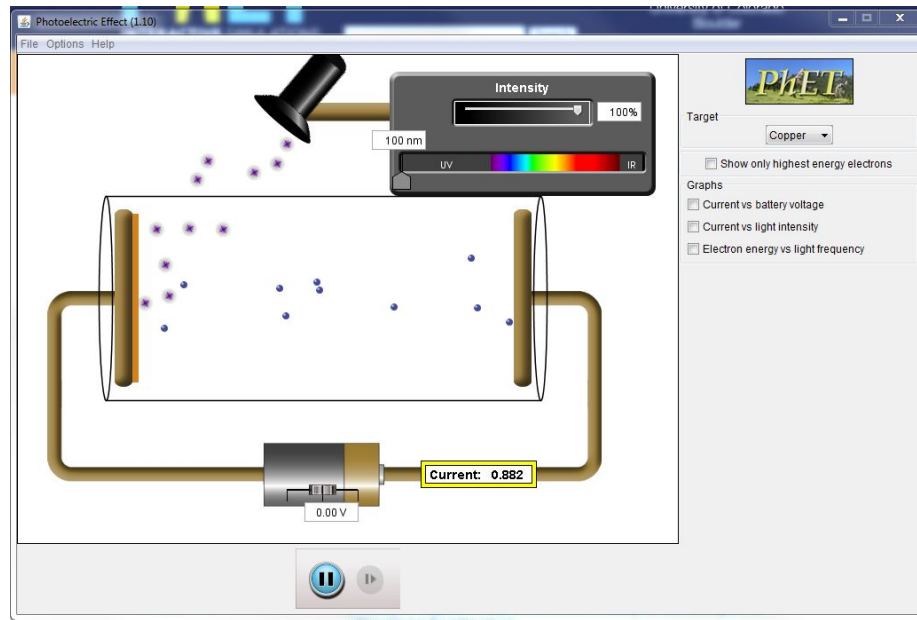 Photoelectric Effect (1.10)
File Options Help
Intensity
100%
100 nm
UV
IR
Current: 0.882
0.00 V
PhET
Target
Copper
Show only highest energy electrons
Graphs
Current vs battery voltage
Current vs light intensity
Electron energy vs light frequency